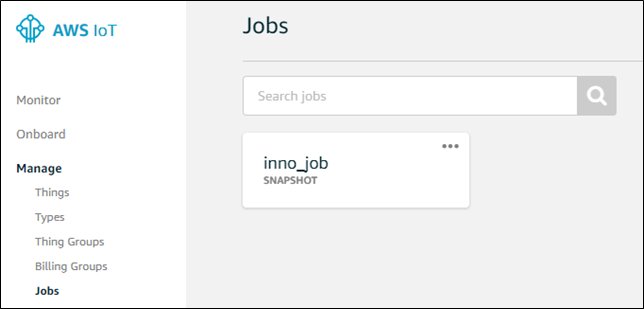 AWS IoT
Monitor
Onboard
Manage
Things
Types
Thing Groups
Billing Groups
Jobs
Jobs
Search jobs
inno_job
SNAPSHOT